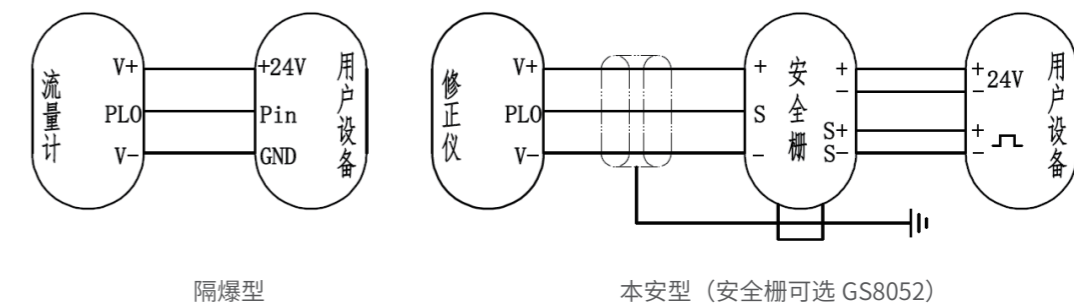 流量计
V+
PLO
V-
+24V
Pin
GND
用户设备
修正仪
V+
PLO
V-
+
S
-
安全栅
+
-
S+
S-
+
-
24V
+
-
用户设备
隔爆型
本安型（安全栅可选 GS8052）